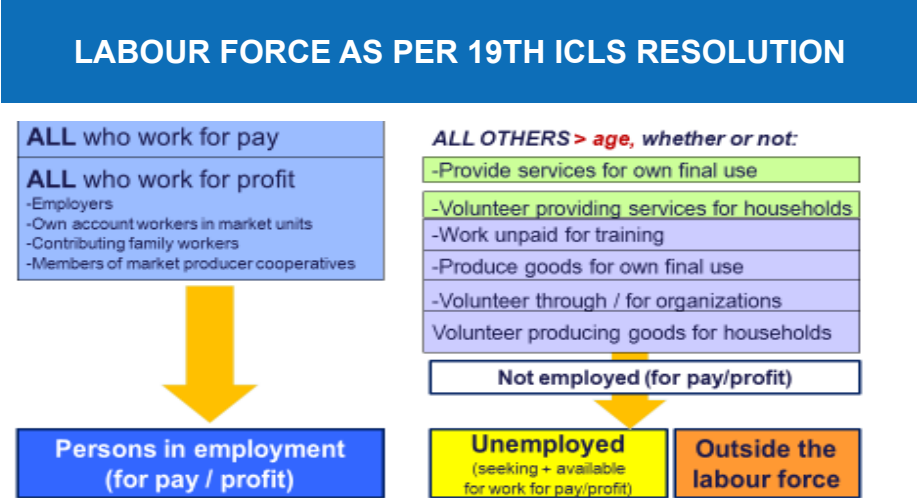 LABOUR FORCE AS PER 19TH ICLS RESOLUTION
ALL who work for pay
ALL who work for profit
-Employers
-Own account workers in market units
-Contributing family workers
-Members of market producer cooperatives
Persons in employment
(for pay / profit)
ALL OTHERS > age, whether or not:
-Provide services for own final use
-Volunteer providing services for households
-Work unpaid for training
-Produce goods for own final use
-Volunteer through / for organizations
Volunteer producing goods for households
Not employed (for pay/profit)
Unemployed
(seeking + available
for work for pay/profit)
Outside the
labour force